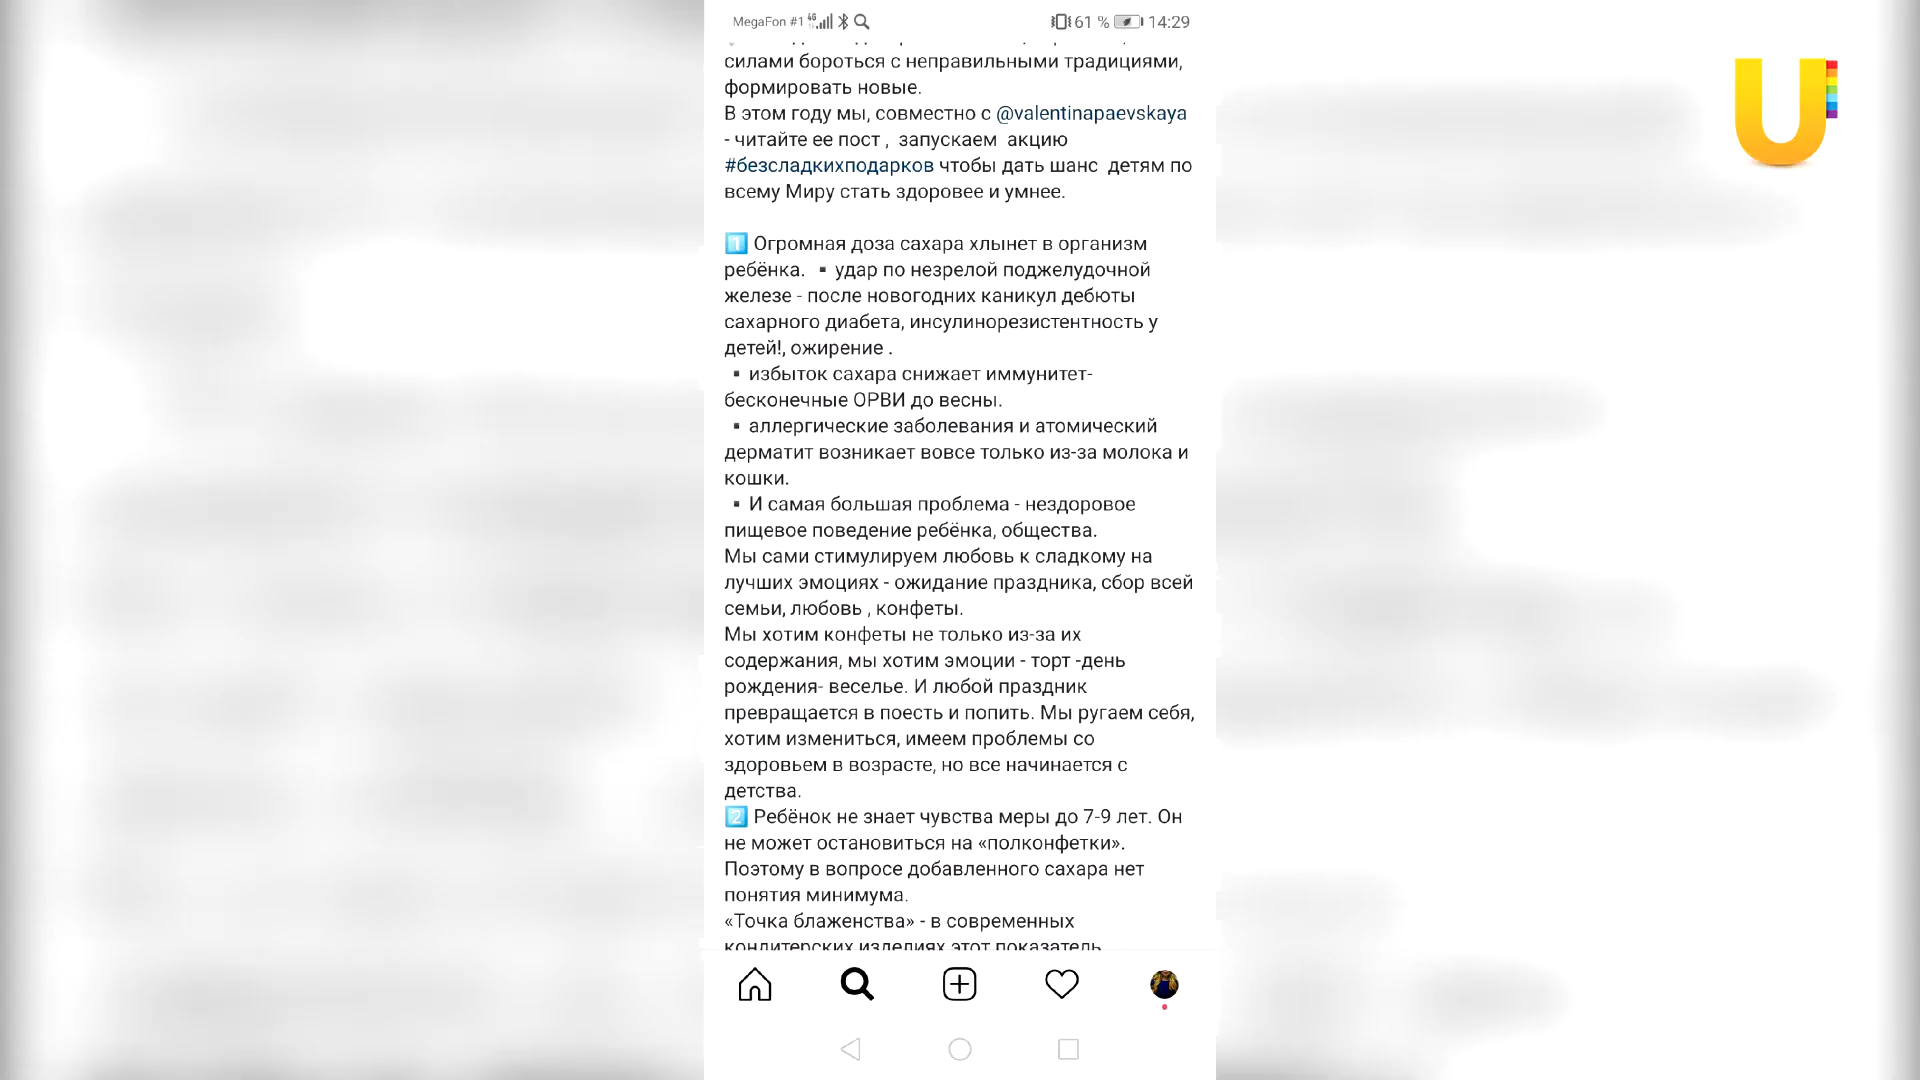 MegaFon #1 4G 61 % 14:29
силами бороться с неправильными традициями,
формировать новые.
В этом году мы, совместно с @valentinapaevskaya
- читайте ее пост , запускаем акцию
#безсладкихподарков чтобы дать шанс детям по
всему Миру стать здоровее и умнее.
1 Огромная доза сахара хлынет в организм
ребёнка. ▪ удар по незрелой поджелудочной
железе - после новогодних каникул дебюты
сахарного диабета, инсулинорезистентность у
детей!, ожирение .
▪ избыток сахара снижает иммунитет-
бесконечные ОРВИ до весны.
▪ аллергические заболевания и атомический
дерматит возникает вовсе только из-за молока и
кошки.
▪ И самая большая проблема - нездоровое
пищевое поведение ребёнка, общества.
Мы сами стимулируем любовь к сладкому на
лучших эмоциях - ожидание праздника, сбор всей
семьи, любовь , конфеты.
Мы хотим конфеты не только из-за их
содержания, мы хотим эмоции - торт -день
рождения- веселье. И любой праздник
превращается в поесть и попить. Мы ругаем себя,
хотим измениться, имеем проблемы со
здоровьем в возрасте, но все начинается с
детства.
2 Ребёнок не знает чувства меры до 7-9 лет. Он
не может остановиться на «полконфетки».
Поэтому в вопросе добавленного сахара нет
понятия минимума.
«Точка блаженства» - в современных
кондитерских изделиях этот показатель
U